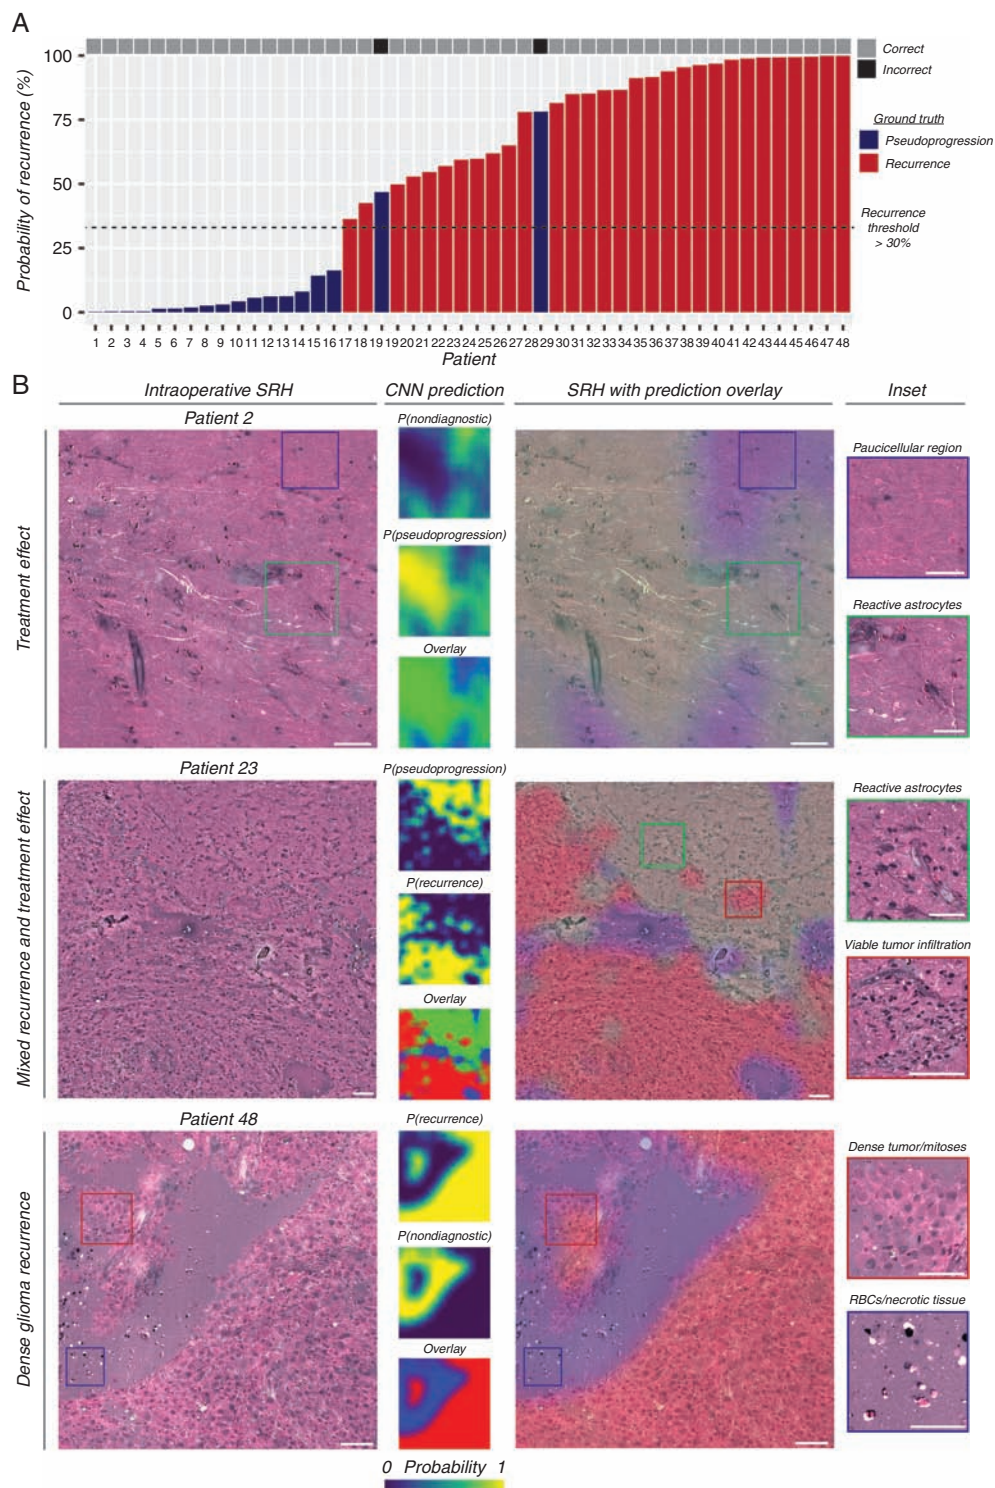 A
Probability of recurrence (%)
100
75
50
25
0
Correct
Incorrect
Ground truth
Pseudoprogression
Recurrence
Recurrence
threshold
> 30%
1 2 3 4 5 6 7 8 9 10 11 12 13 14 15 16 17 18 19 19 20 22 23 24 25 26 27 28 29 30 31 32 33 34 35 36 37 38 39 40 41 42 43 44 45 46 47 48
Patient
B
Intraoperative SRH
CNN prediction
SRH with prediction overlay
Inset
Treatment effect
Patient 2
P(nondiagnostic)
P(pseudoprogression)
Overlay
Paucicellular region
Reactive astrocytes
Mixed recurrence and treatment effect
Patient 23
P(pseudoprogression)
P(recurrence)
Overlay
Reactive astrocytes
Viable tumor infiltration
Dense glioma recurrence
Patient 48
P(recurrence)
P(nondiagnostic)
Overlay
Dense tumor/mitoses
RBCs/necrotic tissue
0 Probability 1